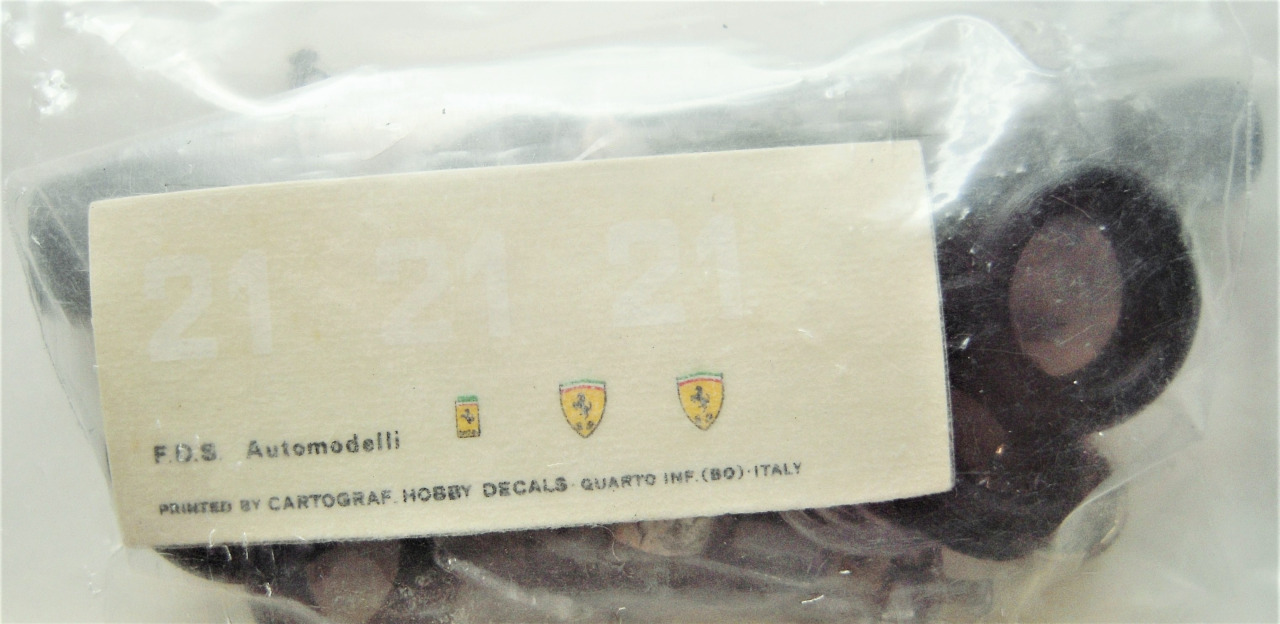 21 21 21
F.D.S. Automodelli
PRINTED BY CARTOGRAF. HOBBY DECALS · QUARTO INF. (BO) · ITALY